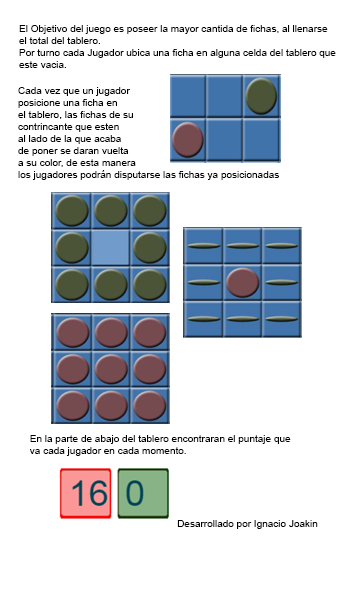 El Objetivo del juego es poseer la mayor cantida de fichas, al llenarse
el total del tablero.
Por turno cada Jugador ubica una ficha en alguna celda del tablero que
este vacia.
Cada vez que un jugador
posicione una ficha en
el tablero, las fichas de su
contrincante que esten
al lado de la que acaba
de poner se daran vuelta
a su color, de esta manera
los jugadores podrán disputarse las fichas ya posicionadas
En la parte de abajo del tablero encontraran el puntaje que
va cada jugador en cada momento.
16 0
Desarrollado por Ignacio Joakin